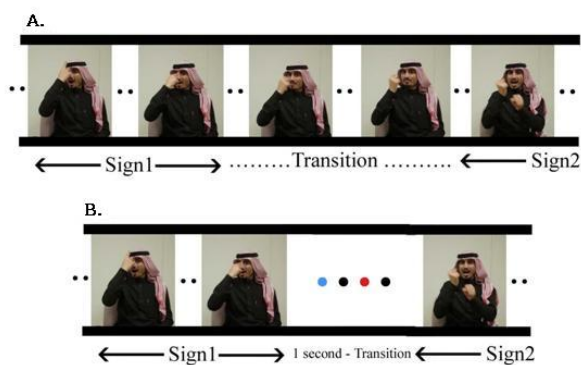 A.
Sign1 ......... Transition .......... Sign2
B.
Sign1 1 second - Transition Sign2